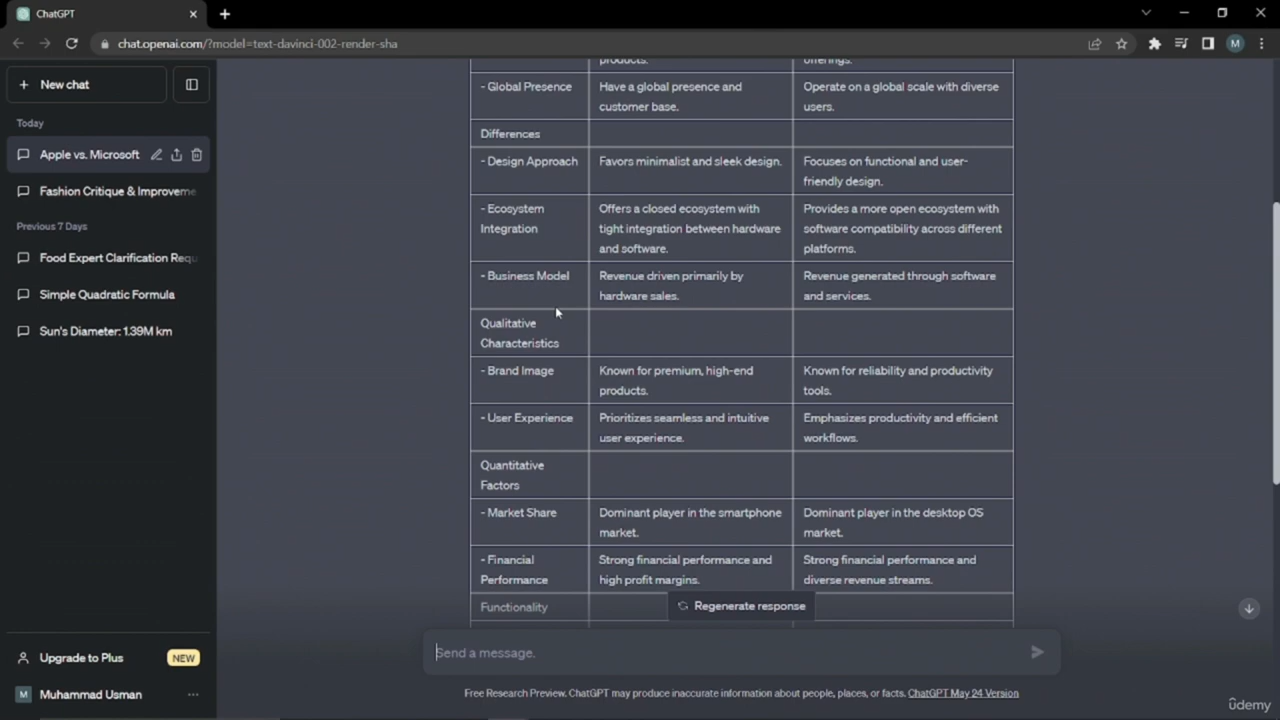 ChatGPT
chat.openai.com/?model=text-davinci-002-render-sha
M
New chat
Today
Apple vs. Microsoft
Fashion Critique & Improveme
Previous 7 Days
Food Expert Clarification Requ
Simple Quadratic Formula
Sun's Diameter: 1.39M km
Upgrade to Plus NEW
M Muhammad Usman ...
products. offerings.
- Global Presence Have a global presence and Operate on a global scale with diverse
customer base. users.
Differences
- Design Approach Favors minimalist and sleek design. Focuses on functional and user-
friendly design.
- Ecosystem Offers a closed ecosystem with Provides a more open ecosystem with
Integration tight integration between hardware software compatibility across different
and software. platforms.
- Business Model Revenue driven primarily by Revenue generated through software
hardware sales. and services.
Qualitative
Characteristics
- Brand Image Known for premium, high-end Known for reliability and productivity
products. tools.
- User Experience Prioritizes seamless and intuitive Emphasizes productivity and efficient
user experience. workflows.
Quantitative
Factors
- Market Share Dominant player in the smartphone Dominant player in the desktop OS
market. market.
- Financial Strong financial performance and Strong financial performance and
Performance high profit margins. diverse revenue streams.
Functionality
Regenerate response
Send a message.
Free Research Preview. ChatGPT may produce inaccurate information about people, places, or facts. ChatGPT May 24 Version
ûdemy